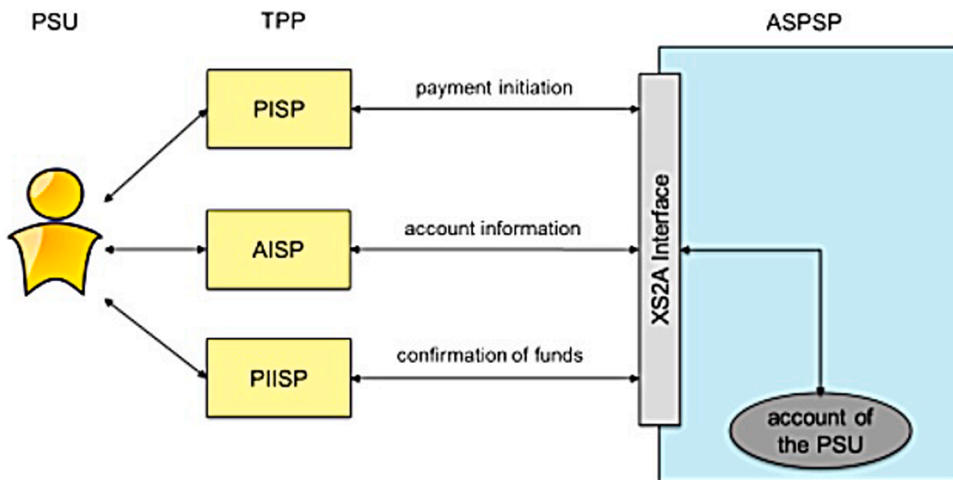 PSU
TPP
ASPSP
PISP
payment initiation
AISP
account information
PIISP
confirmation of funds
XS2A Interface
account of
the PSU